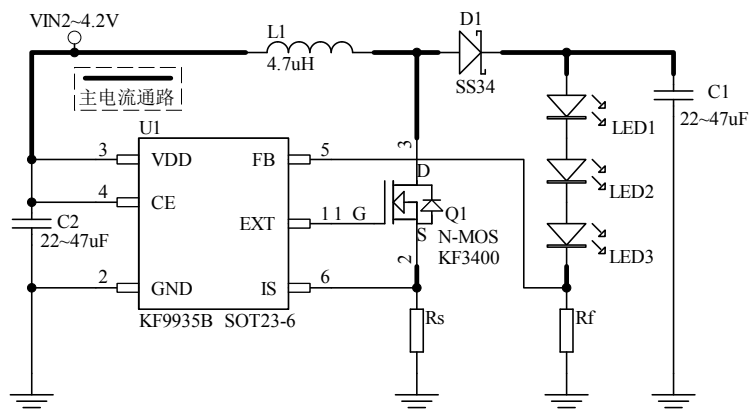 VIN2~4.2V
L1
4.7uH
D1
SS34
主电流通路
U1
3
VDD
FB
5
4
CE
EXT
1
1
G
2
GND
IS
6
KF9935B
SOT23-6
C2
22~47uF
3
D
S
2
Q1
N-MOS
KF3400
Rs
Rf
LED1
LED2
LED3
C1
22~47uF